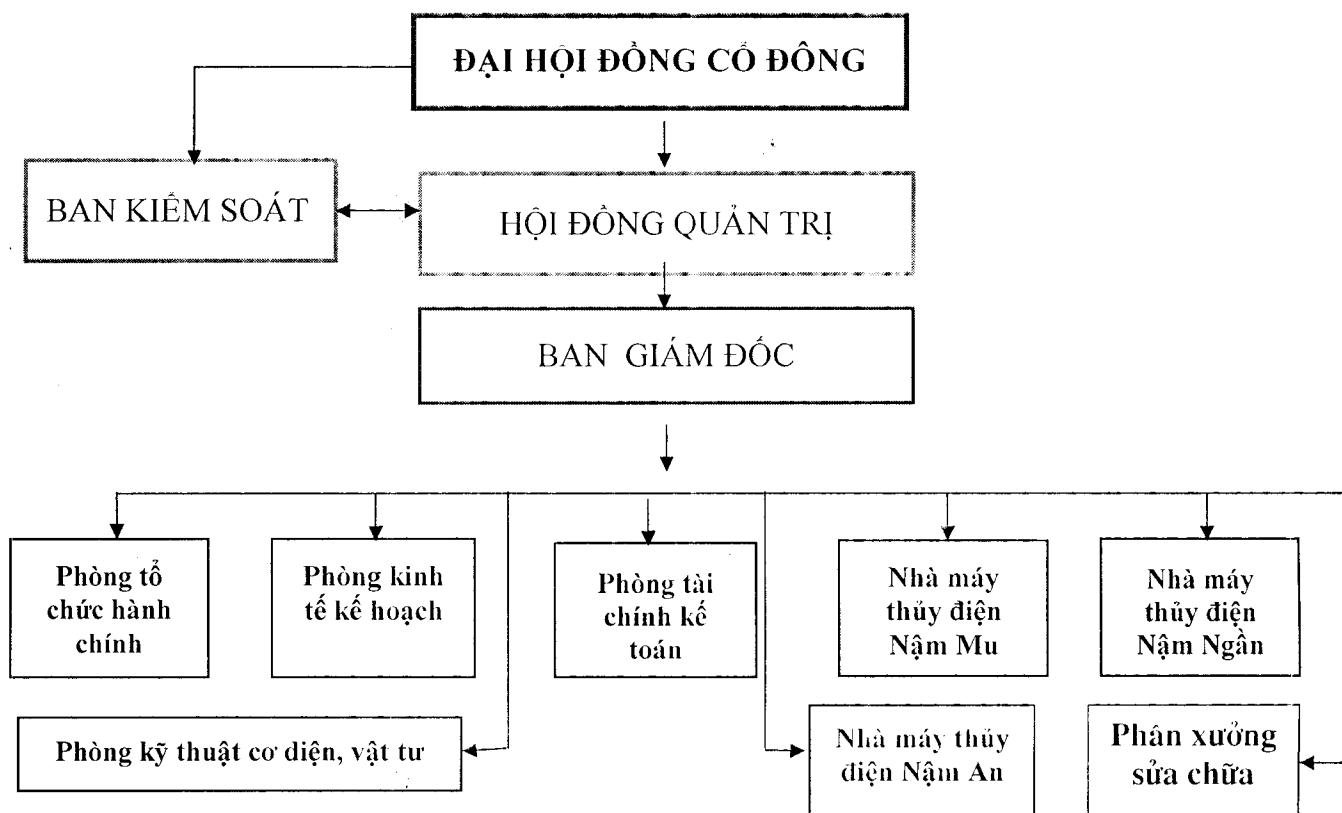 ĐẠI HỘI ĐỒNG CỔ ĐÔNG
BAN KIỂM SOÁT
HỘI ĐỒNG QUẢN TRỊ
BAN GIÁM ĐỐC
Phòng tổ
chức hành
chính
Phòng kinh
tế kế hoạch
Phòng tài
chính kế
toán
Nhà máy
thủy điện
Nậm Mu
Nhà máy
thủy điện
Nậm Ngần
Phòng kỹ thuật cơ điện, vật tư
Nhà máy thủy
điện Nậm An
Phân xưởng
sửa chữa